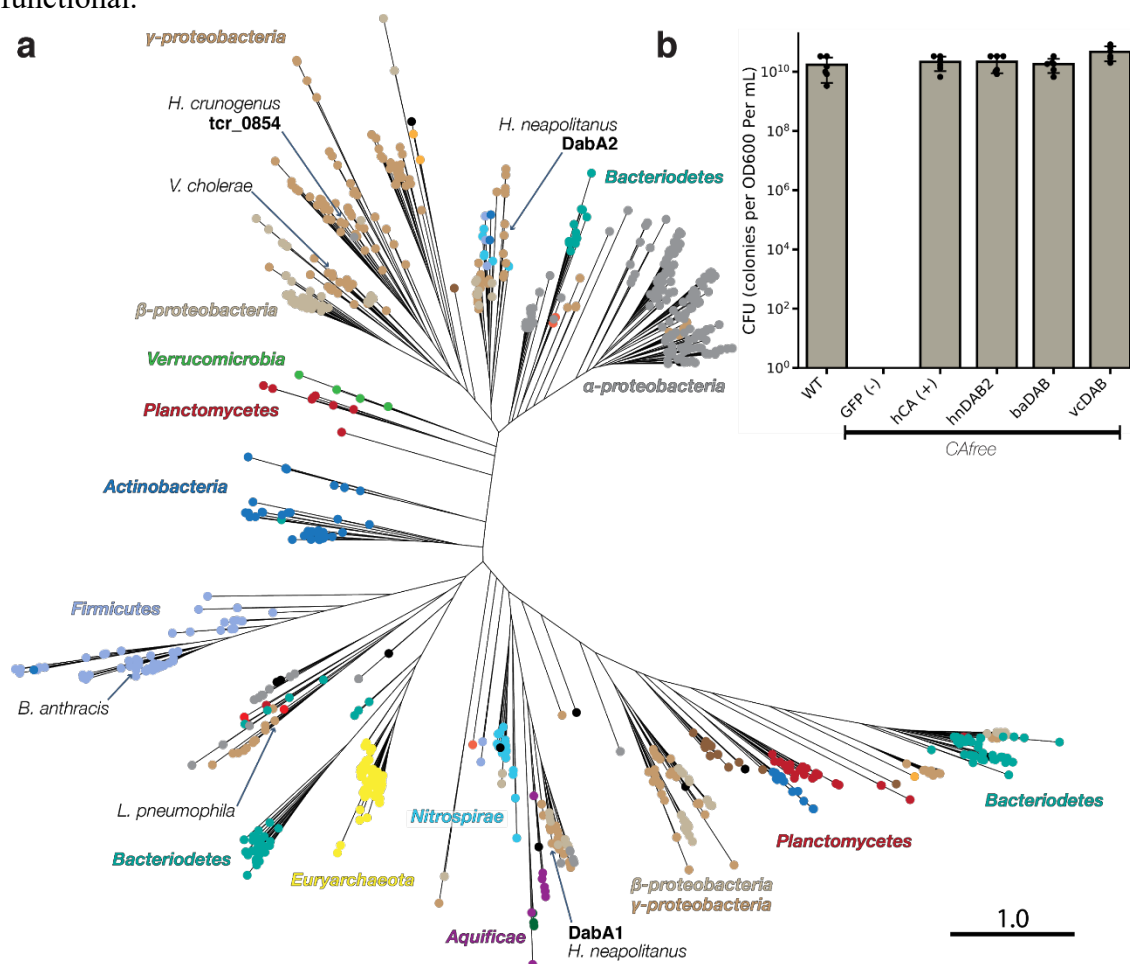 functional.
a
γ-proteobacteria
H. crunogenus
tcr_0854
V. cholerae
β-proteobacteria
H. neapolitanus
DabA2
Bacteriodetes
α-proteobacteria
Verrucomicrobia
Planctomycetes
Actinobacteria
Firmicutes
B. anthracis
L. pneumophila
Bacteriodetes
Euryarchaeota
Nitrospirae
Aquificae
DabA1
H. neapolitanus
β-proteobacteria
γ-proteobacteria
Planctomycetes
Bacteriodetes
1.0
b
CFU (colonies per OD600 Per mL)
10¹⁰
10⁸
10⁶
10⁴
10²
10⁰
WT
GFP (-)
hCA (+)
hnDAB2
baDAB
vcDAB
CAfree